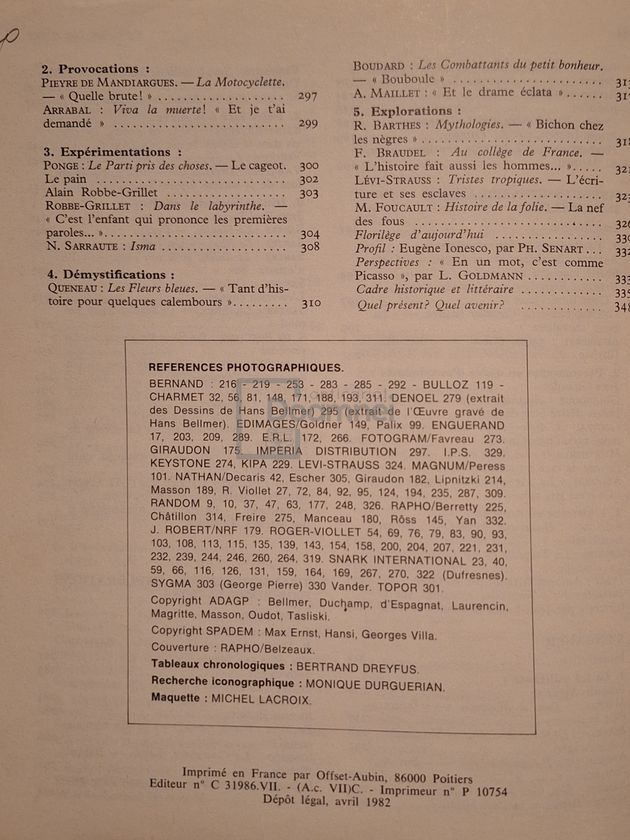 2. Provocations :
PIEYRE DE MANDIARGUES. — La Motocyclette.
— « Quelle brute! » .................... 297
ARRABAL : Viva la muerte! « Et je t'ai
demandé » .......................... 299
3. Expérimentations :
PONGE : Le Parti pris des choses. — Le cageot. 300
Le pain .............................. 302
Alain Robbe-Grillet .................... 303
ROBBE-GRILLET : Dans le labyrinthe. —
« C'est l'enfant qui prononce les premières
paroles... »............................ 304
N. SARRAUTE : Isma .................... 308
4. Démystifications :
QUENEAU : Les Fleurs bleues. — « Tant d'his-
toire pour quelques calembours »......... 310
BOUDARD : Les Combattants du petit bonheur.
— « Bouboule » ........................
A. MAILLET : « Et le drame éclata » ......
5. Explorations :
R. BARTHES : Mythologies. — « Bichon chez
les nègres » ............................
F. BRAUDEL : Au collège de France. —
« L'histoire fait aussi les hommes... ».....
LÉVI-STRAUSS : Tristes tropiques. — L'écri-
ture et ses esclaves ....................
M. FOUCAULT : Histoire de la folie. — La nef
des fous ..............................
Florilège d'aujourd'hui ..................
Profil : Eugène Ionesco, par PH. SENART ...
Perspectives : « En un mot, c'est comme
Picasso », par L. GOLDMANN ............ 333
Cadre historique et littéraire .............. 335
Quel présent? Quel avenir? ..............
REFERENCES PHOTOGRAPHIQUES.
BERNAND : 216 - 219 - 253 - 283 - 285 - 292 - BULLOZ 119 -
CHARMET 32, 56, 81, 148, 171, 188, 193, 311. DENOEL 279 (extrait
des Dessins de Hans Bellmer) 295 (extrait de l'Œuvre gravé de
Hans Bellmer). EDIMAGES/Goldner 149, Palix 99. ENGUERAND
17, 203, 209, 289. E.R.L. 172, 266. FOTOGRAM/Favreau 273.
GIRAUDON 175. IMPERIA DISTRIBUTION 297. I.P.S. 329,
KEYSTONE 274, KIPA 229. LEVI-STRAUSS 324. MAGNUM/Peress
101. NATHAN/Decaris 42, Escher 305, Giraudon 182, Lipnitzki 214,
Masson 189, R. Viollet 27, 72, 84, 92, 95, 124, 194, 235, 287, 309.
RANDOM 9, 10, 37, 47, 63, 177, 248, 326. RAPHO/Berretty 225,
Châtillon 314, Freire 275, Manceau 180, Rôss 145, Yan 332.
J. ROBERT/NRF 179. ROGER-VIOLLET 54, 69, 76, 79, 83, 90, 93,
103, 108, 113, 115, 135, 139, 143, 154, 158, 200, 204, 207, 221, 231,
232, 239, 244, 246, 260, 264, 319. SNARK INTERNATIONAL 23, 40,
59, 66, 116, 126, 131, 159, 164, 169, 267, 270, 322 (Dufresnes).
SYGMA 303 (George Pierre) 330 Vander. TOPOR 301.
Copyright ADAGP : Bellmer, Duchamp, d'Espagnat, Laurencin,
Magritte, Masson, Oudot, Tasliski.
Copyright SPADEM : Max Ernst, Hansi, Georges Villa.
Couverture : RAPHO/Belzeaux.
Tableaux chronologiques : BERTRAND DREYFUS.
Recherche iconographique : MONIQUE DURGUERIAN.
Maquette : MICHEL LACROIX.
Imprimé en France par Offset-Aubin, 86000 Poitiers
Editeur n° C 31986.VII. - (A.c. VII)C. - Imprimeur n° P 10754
Dépôt légal, avril 1982